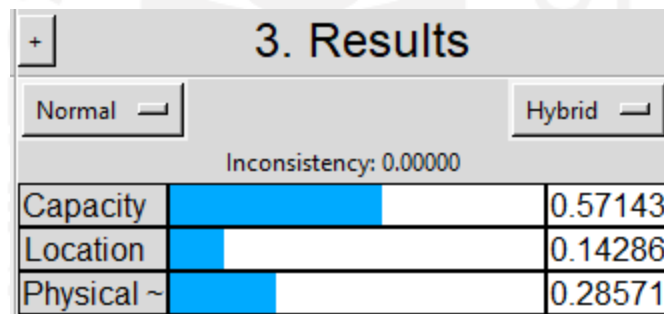 + 3. Results
Normal Hybrid
Inconsistency: 0.00000
Capacity 0.57143
Location 0.14286
Physical ~ 0.28571